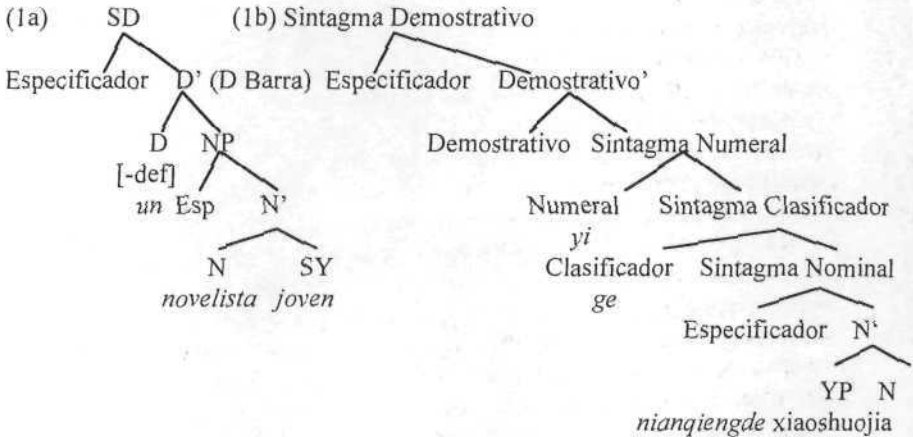 (1a) SD (1b) Sintagma Demostrativo
Especificador D' (D Barra) Especificador Demostrativo'
D NP Demostrativo Sintagma Numeral
[-def]
un Esp N' Numeral Sintagma Clasificador
yi
N SY Clasificador Sintagma Nominal
novelista joven ge
Especificador N‘
YP N
nianqiengde xiaoshuojia